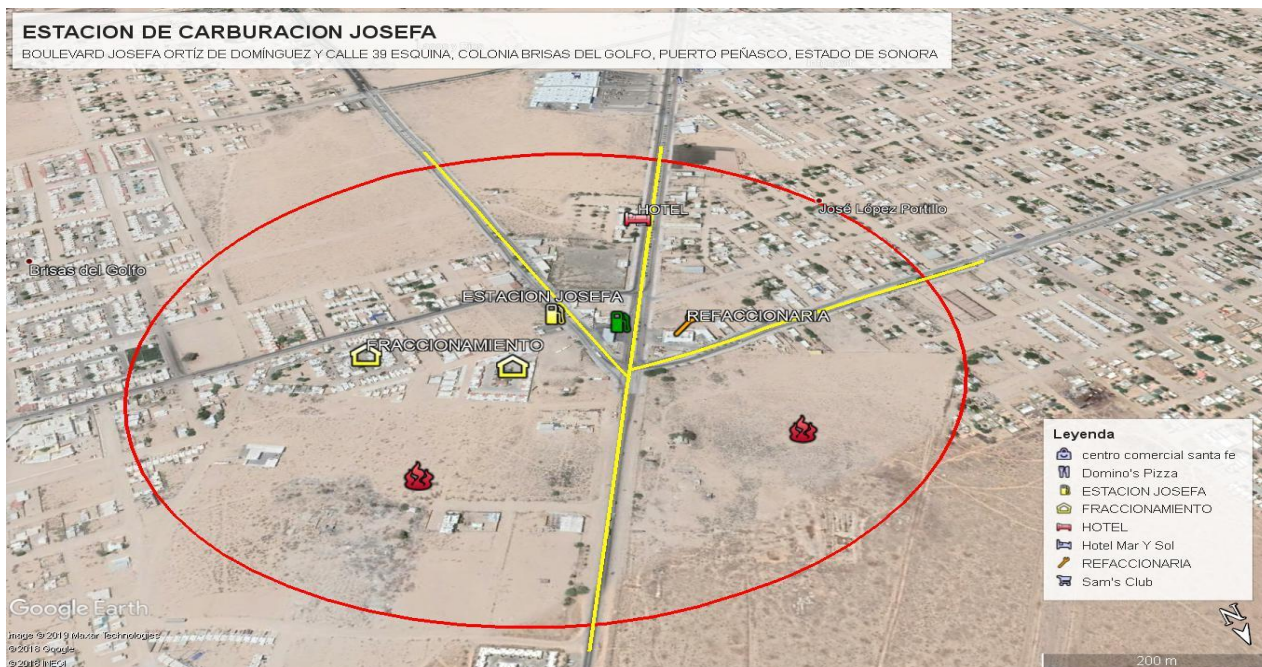 ESTACION DE CARBURACION JOSEFA
BOULEVARD JOSEFA ORTÍZ DE DOMÍNGUEZ Y CALLE 39 ESQUINA, COLONIA BRISAS DEL GOLFO, PUERTO PEÑASCO, ESTADO DE SONORA
HOTEL
José López Portillo
Brisas del Golfo
ESTACION JOSEFA
REFACCIONARIA
FRACCIONAMIENTO
Leyenda
centro comercial santa fe
Domino's Pizza
ESTACION JOSEFA
FRACCIONAMIENTO
HOTEL
Hotel Mar Y Sol
REFACCIONARIA
Sam's Club
Google Earth
Image © 2019 Maxar Technologies
© 2018 Google
© 2018 INEGI
N
200 m